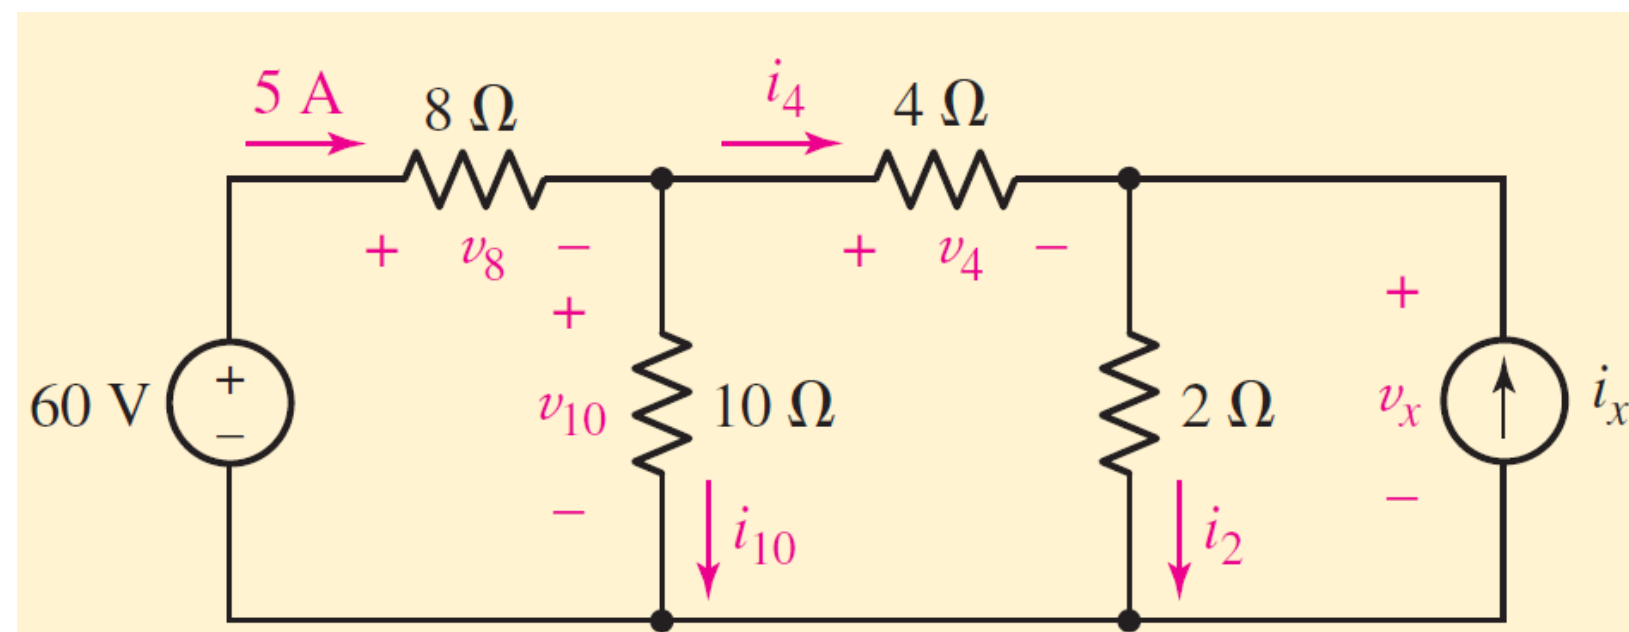 5 A 8 Ω i4 4 Ω
+ v8 − + v4 −
+ +
60 V + − v10 10 Ω 2 Ω vx ix
− −
i10 i2